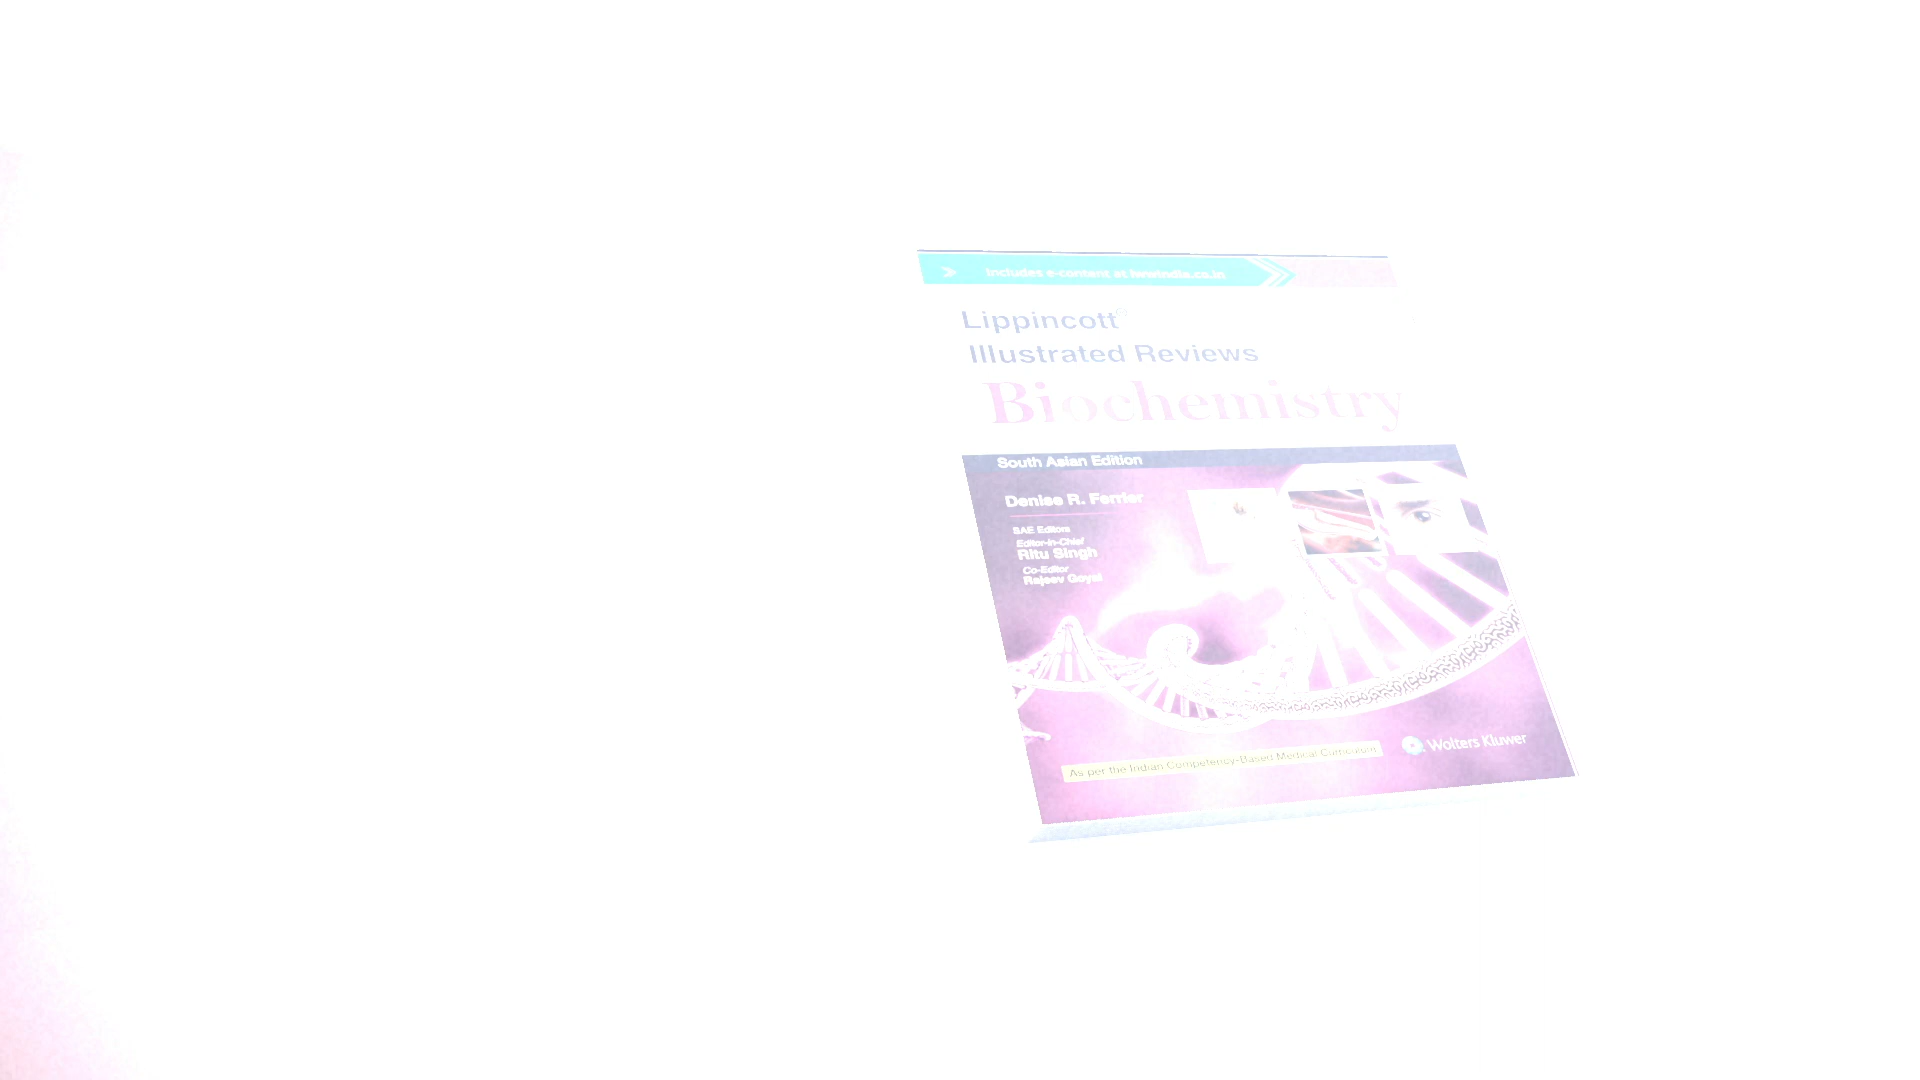 Includes e-content at lwwindia.co.in
Lippincott®
Illustrated Reviews
Biochemistry
South Asian Edition
Denise R. Ferrier
SAE Editors
Editor-in-Chief
Ritu Singh
Co-Editor
Rajeev Goyal
As per the Indian Competency-Based Medical Curriculum
Wolters Kluwer